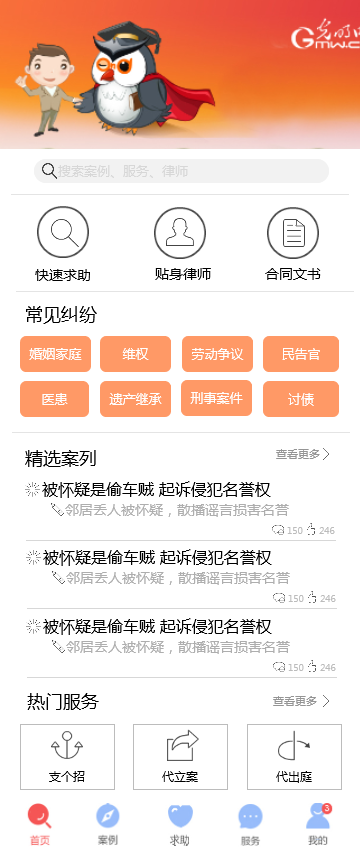 光明网
Gmw.c
搜索案例、服务、律师
快速求助 贴身律师 合同文书
常见纠纷
婚姻家庭 维权 劳动争议 民告官
医患 遗产继承 刑事案件 讨债
精选案列 查看更多
被怀疑是偷车贼 起诉侵犯名誉权
邻居丢人被怀疑，散播谣言损害名誉
150 246
被怀疑是偷车贼 起诉侵犯名誉权
邻居丢人被怀疑，散播谣言损害名誉
150 246
被怀疑是偷车贼 起诉侵犯名誉权
邻居丢人被怀疑，散播谣言损害名誉
150 246
热门服务 查看更多
支个招 代立案 代出庭
3
首页 案例 求助 服务 我的